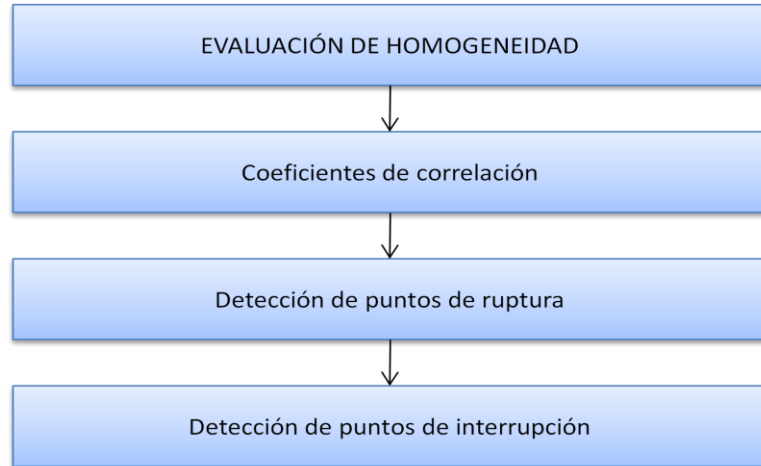 EVALUACIÓN DE HOMOGENEIDAD
Coeficientes de correlación
Detección de puntos de ruptura
Detección de puntos de interrupción